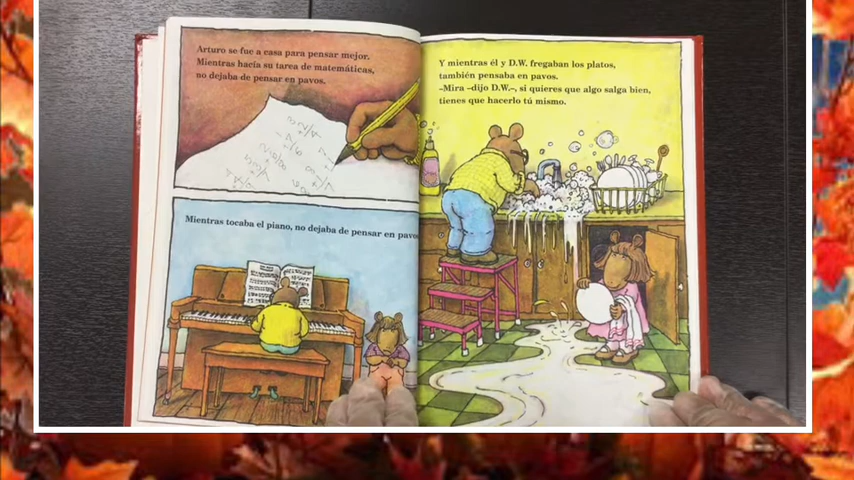 Arturo se fue a casa para pensar mejor.
Mientras hacía su tarea de matemáticas,
no dejaba de pensar en pavos.
Mientras tocaba el piano, no dejaba de pensar en pavos
Y mientras él y D.W. fregaban los platos,
también pensaba en pavos.
–Mira –dijo D.W.–, si quieres que algo salga bien,
tienes que hacerlo tú mismo.